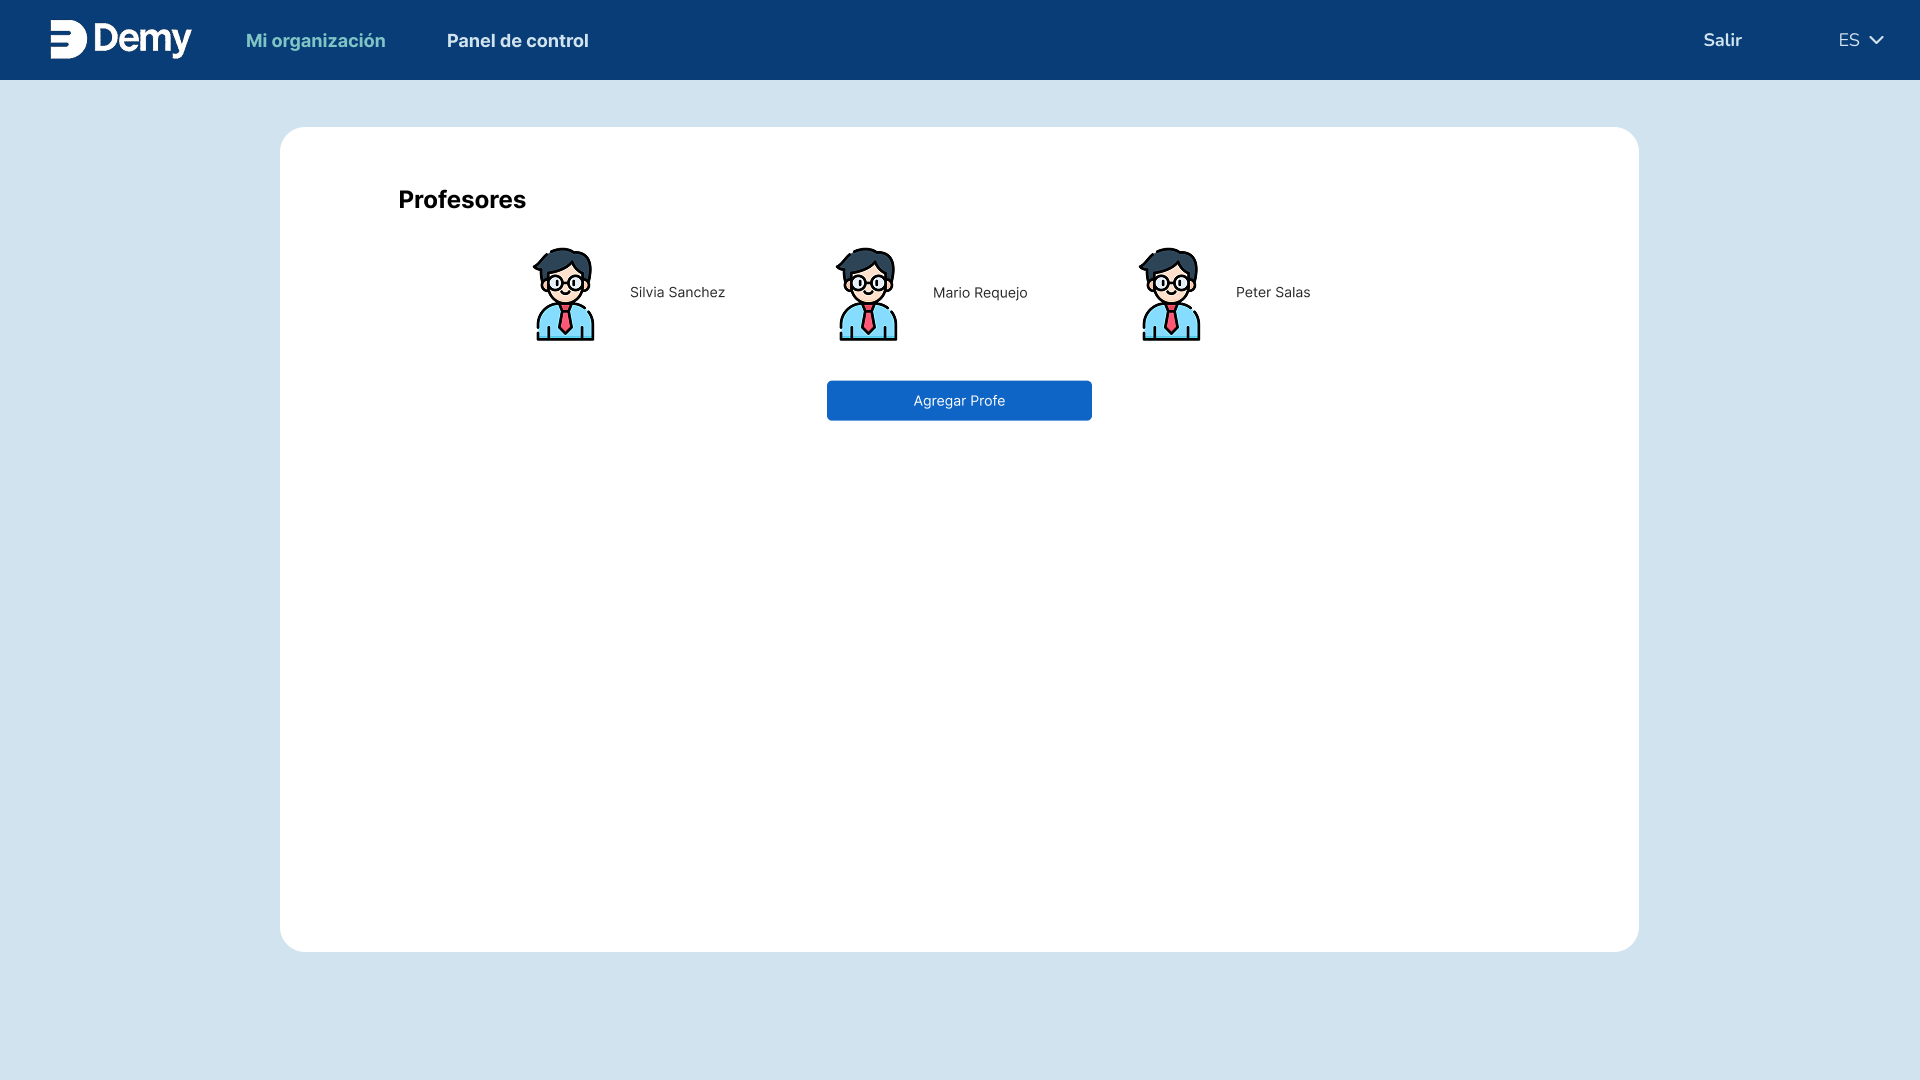 Demy
Mi organización
Panel de control
Salir
ES
Profesores
Silvia Sanchez
Mario Requejo
Peter Salas
Agregar Profe